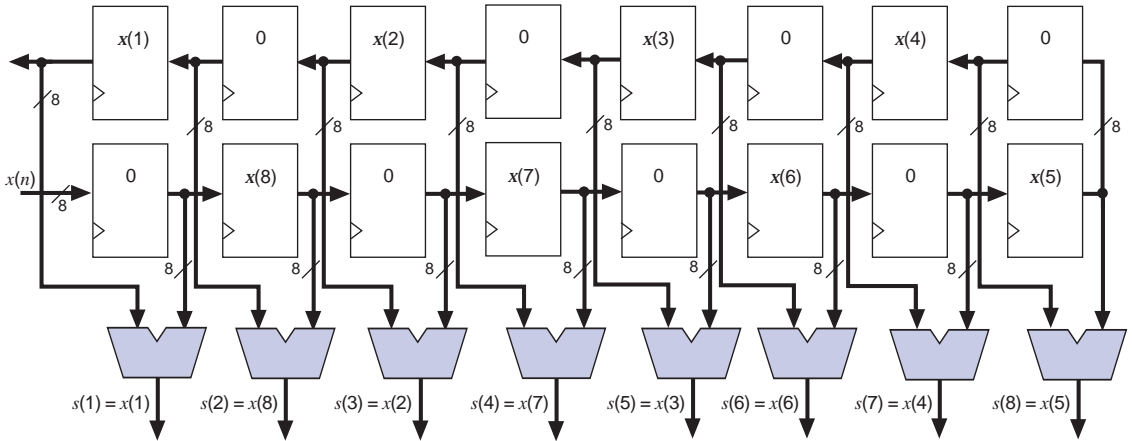 x(1) 0 x(2) 0 x(3) 0 x(4) 0
8 8 8 8 8 8 8 8 8
x(n) 0 x(8) 0 x(7) 0 x(6) 0 x(5)
8
8 8 8 8 8 8 8
s(1) = x(1) s(2) = x(8) s(3) = x(2) s(4) = x(7) s(5) = x(3) s(6) = x(6) s(7) = x(4) s(8) = x(5)